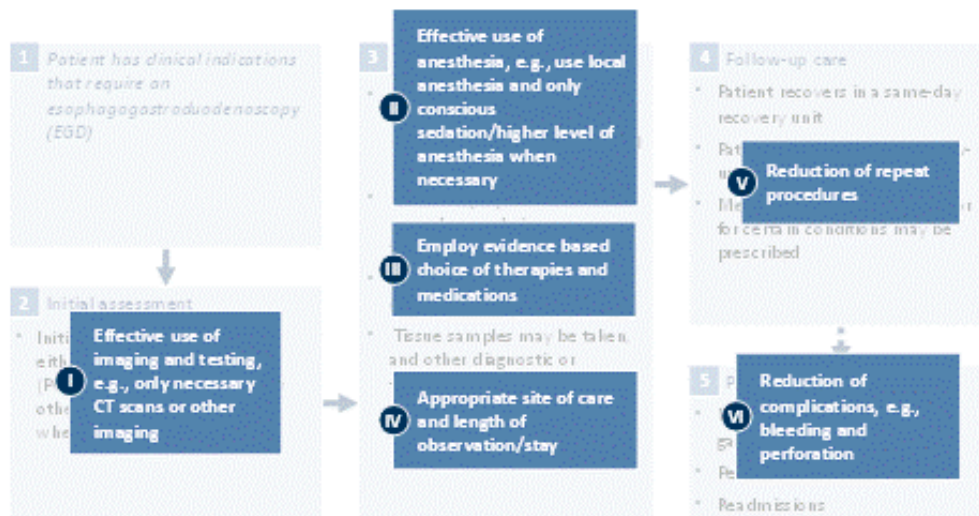 1 Patient has clinical indications
that require an
esophagogastroduodenoscopy
(EGD)
2 Initial assessment
I Effective use of
imaging and testing,
e.g., only necessary
CT scans or other
imaging
3
II Effective use of
anesthesia, e.g., use local
anesthesia and only
conscious
sedation/higher level of
anesthesia when
necessary
III Employ evidence based
choice of therapies and
medications
• Tissue samples may be taken,
and other diagnostic or
IV Appropriate site of care
and length of
observation/stay
4 Follow-up care
• Patient recovers in a same-day
recovery unit
V Reduction of repeat
procedures
for certain conditions may be
prescribed
5
VI Reduction of
complications, e.g.,
bleeding and
perforation
• Readmissions